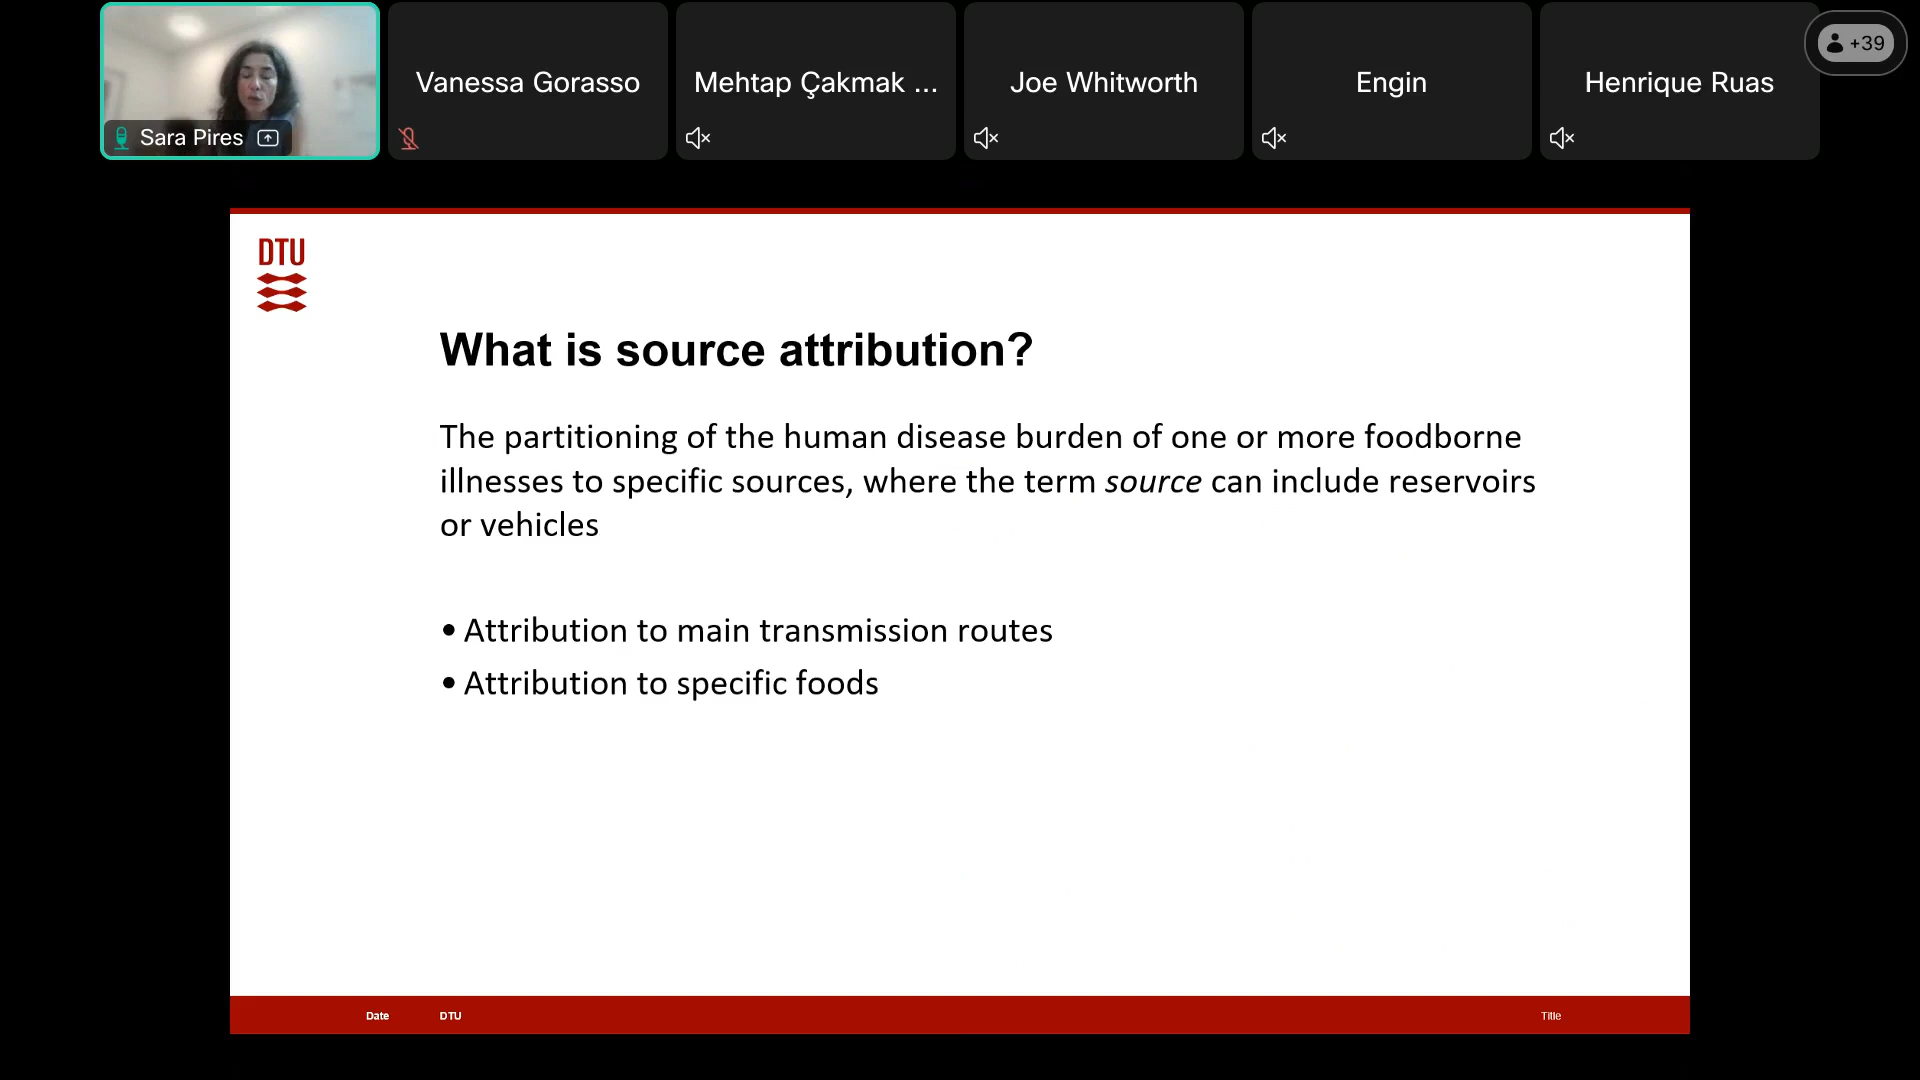 Sara Pires
Vanessa Gorasso
Mehtap Çakmak ...
Joe Whitworth
Engin
Henrique Ruas
+39
DTU
What is source attribution?
The partitioning of the human disease burden of one or more foodborne
illnesses to specific sources, where the term source can include reservoirs
or vehicles
• Attribution to main transmission routes
• Attribution to specific foods
Date
DTU
Title